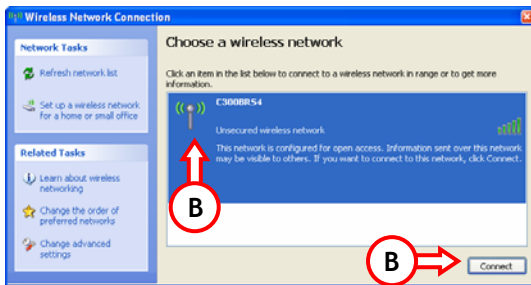 Wireless Network Connection
Network Tasks
Refresh network list
Set up a wireless network
for a home or small office
Related Tasks
Learn about wireless
networking
Change the order of
preferred networks
Change advanced
settings
Choose a wireless network
Click an item in the list below to connect to a wireless network in range or to get more
information.
C300BR54
Unsecured wireless network
This network is configured for open access. Information sent over this network
may be visible to others. If you want to connect to this network, click Connect.
B
B
Connect